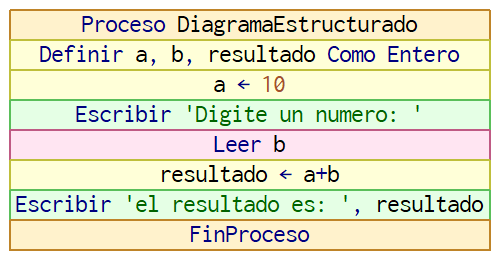 Proceso DiagramaEstructurado
Definir a, b, resultado Como Entero
a ← 10
Escribir 'Digite un numero: '
Leer b
resultado ← a+b
Escribir 'el resultado es: ', resultado
FinProceso